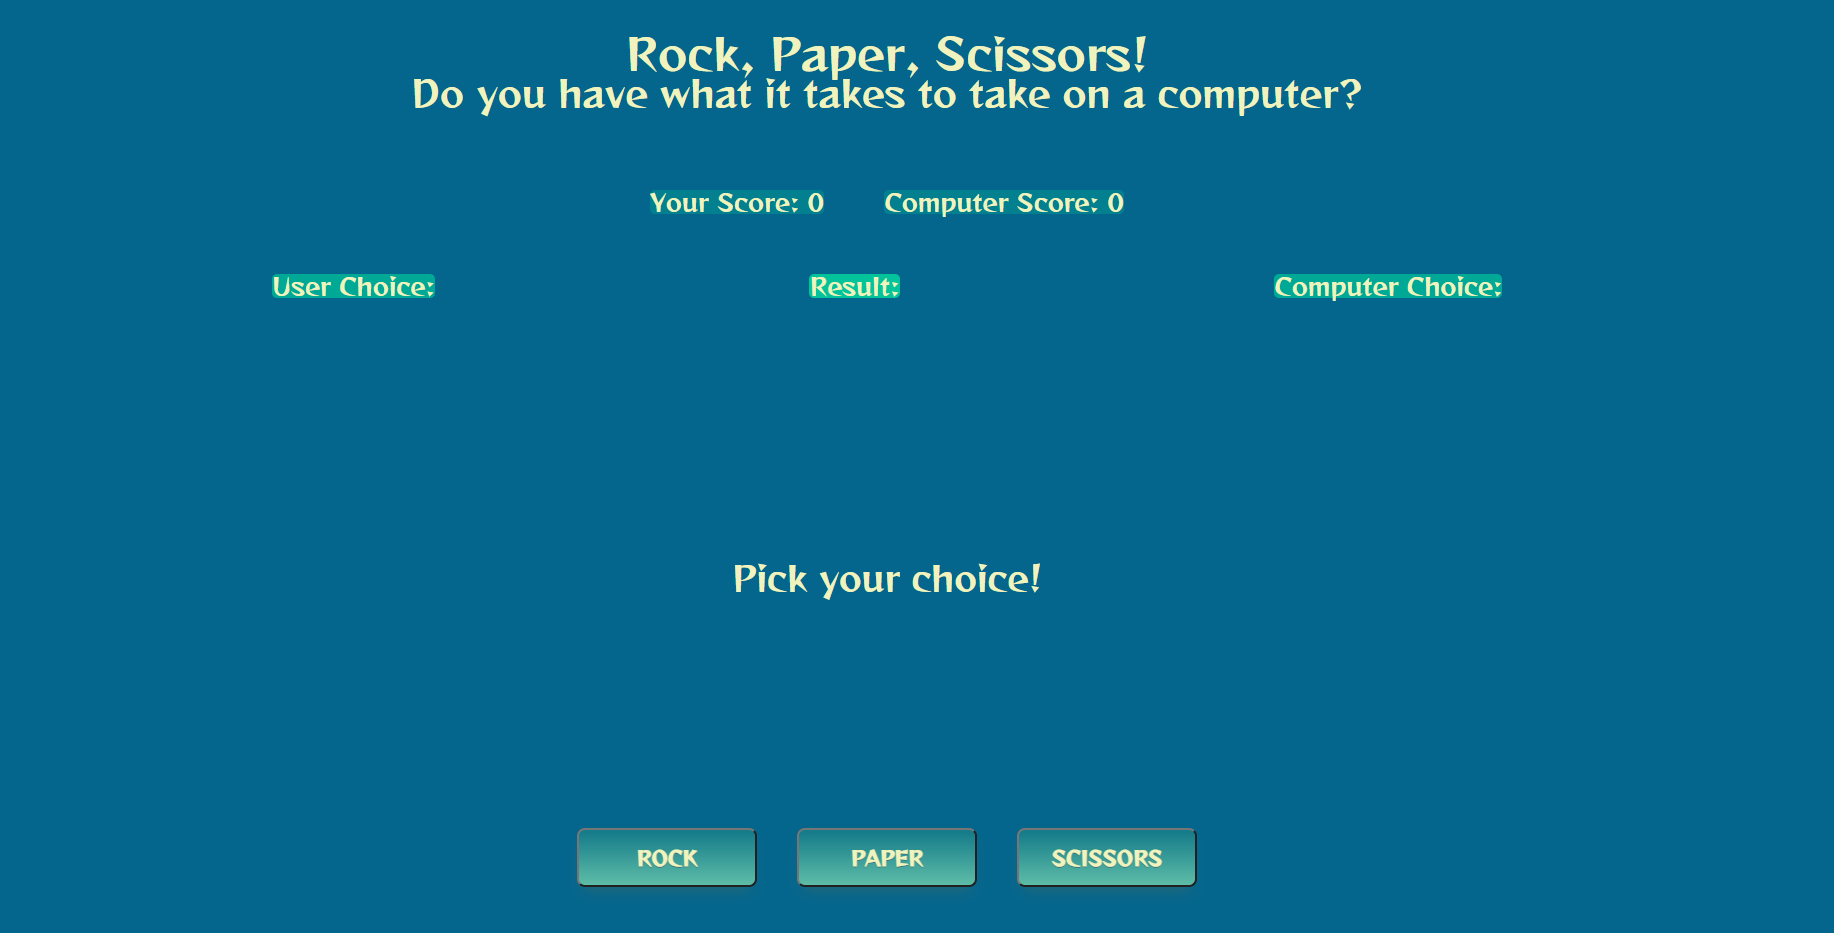 Rock, Paper, Scissors!
Do you have what it takes to take on a computer?
Your Score: 0 Computer Score: 0
User Choice: Result: Computer Choice:
Pick your choice!
ROCK PAPER SCISSORS